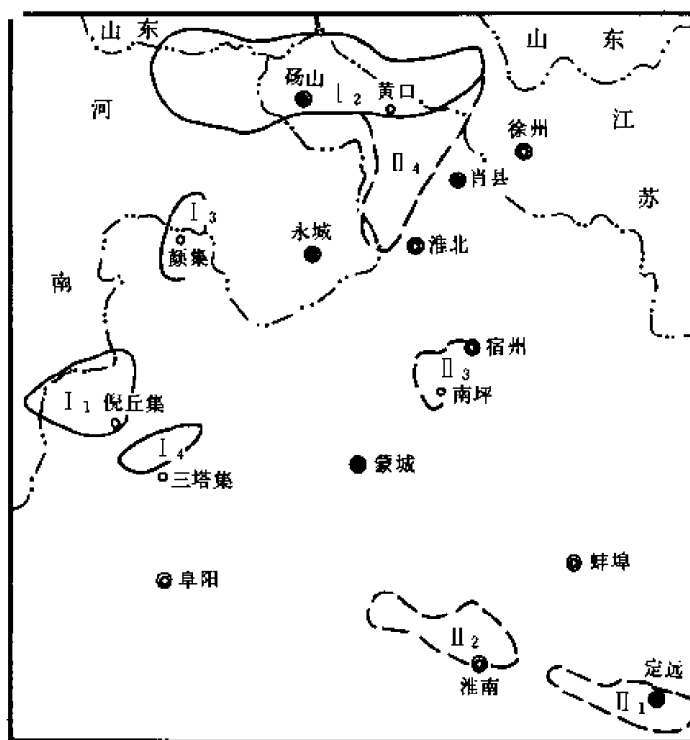 山东
山东
河
砀山
Ⅰ2
黄口
徐州
江
Ⅱ4
肖县
苏
Ⅰ3
颜集
永城
淮北
南
宿州
Ⅱ3
南坪
Ⅰ1
倪丘集
Ⅰ4
三塔集
蒙城
蚌埠
阜阳
Ⅱ2
淮南
定远
Ⅱ1